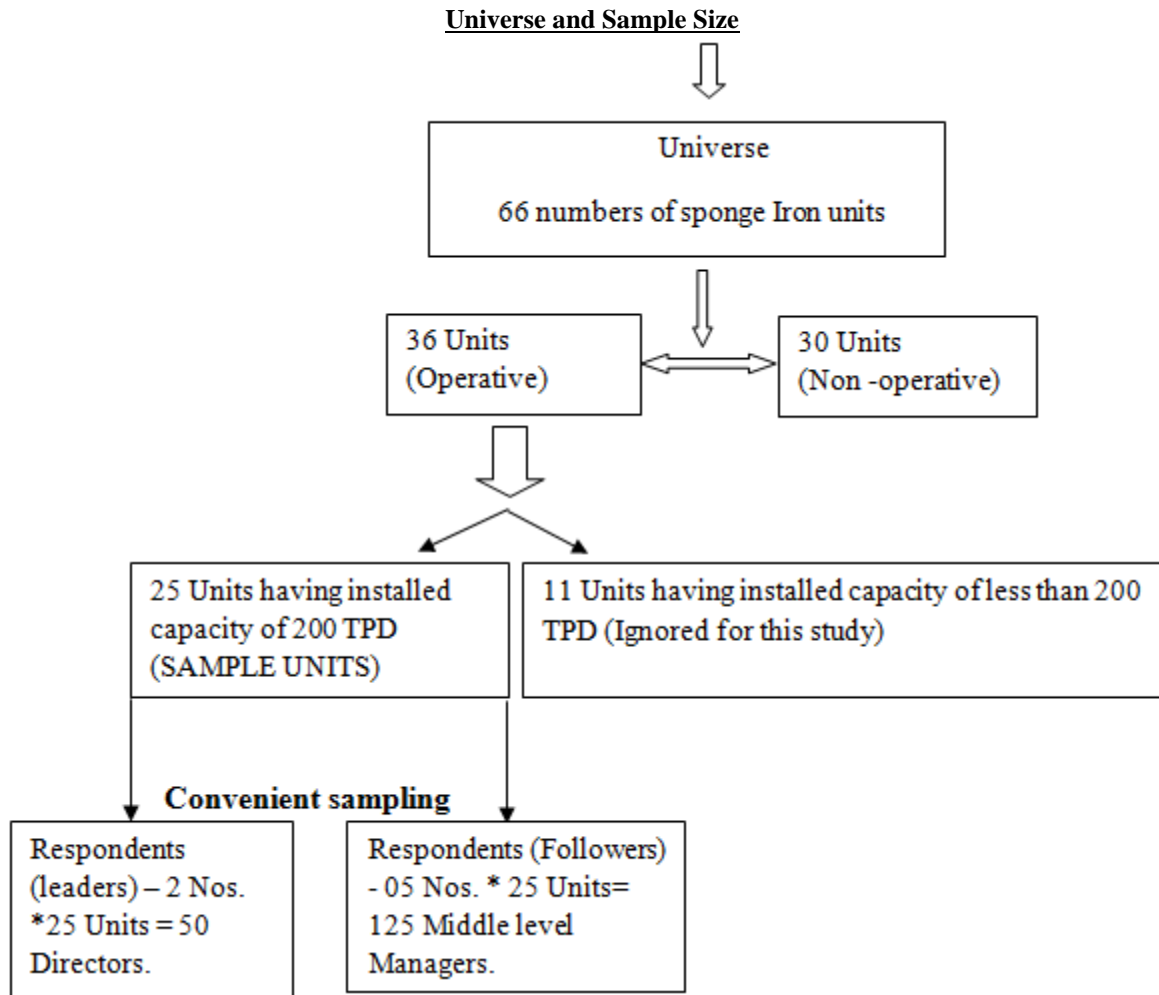 Universe and Sample Size
Universe
66 numbers of sponge Iron units
36 Units
(Operative)
30 Units
(Non -operative)
25 Units having installed
capacity of 200 TPD
(SAMPLE UNITS)
11 Units having installed capacity of less than 200
TPD (Ignored for this study)
Convenient sampling
Respondents
(leaders) – 2 Nos.
*25 Units = 50
Directors.
Respondents (Followers)
- 05 Nos. * 25 Units=
125 Middle level
Managers.